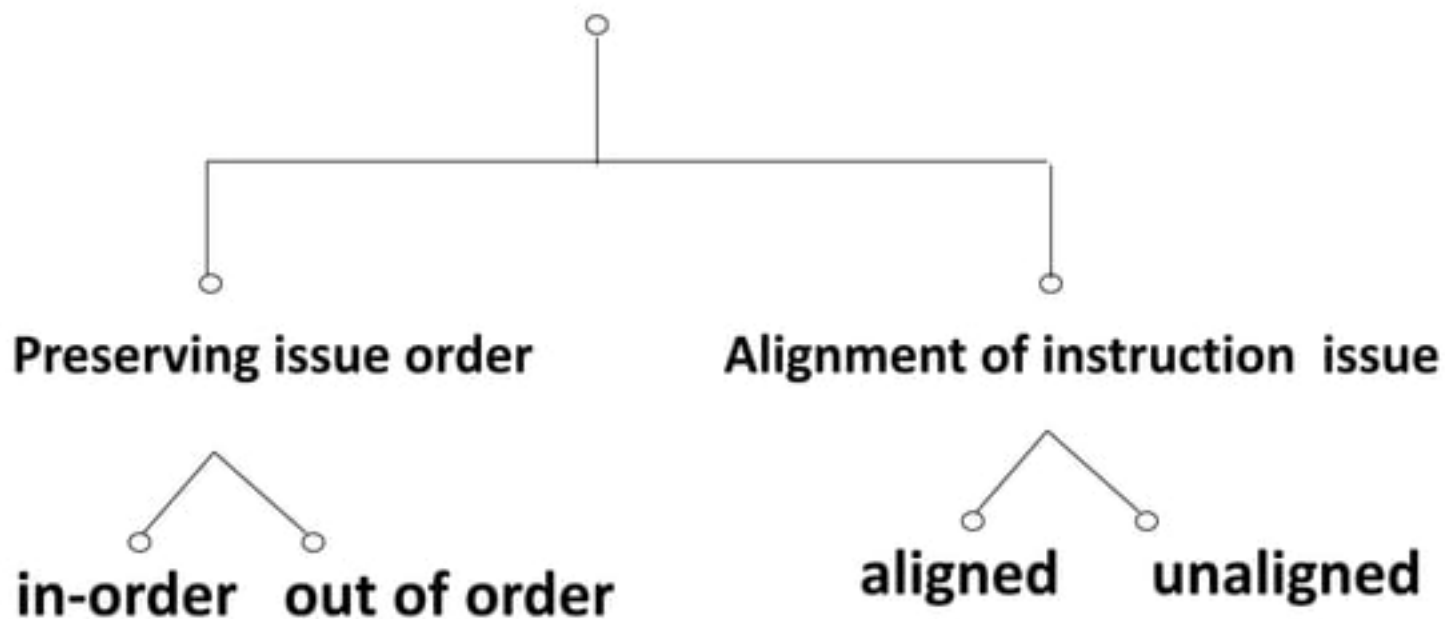 Preserving issue order
Alignment of instruction issue
in-order
out of order
aligned
unaligned